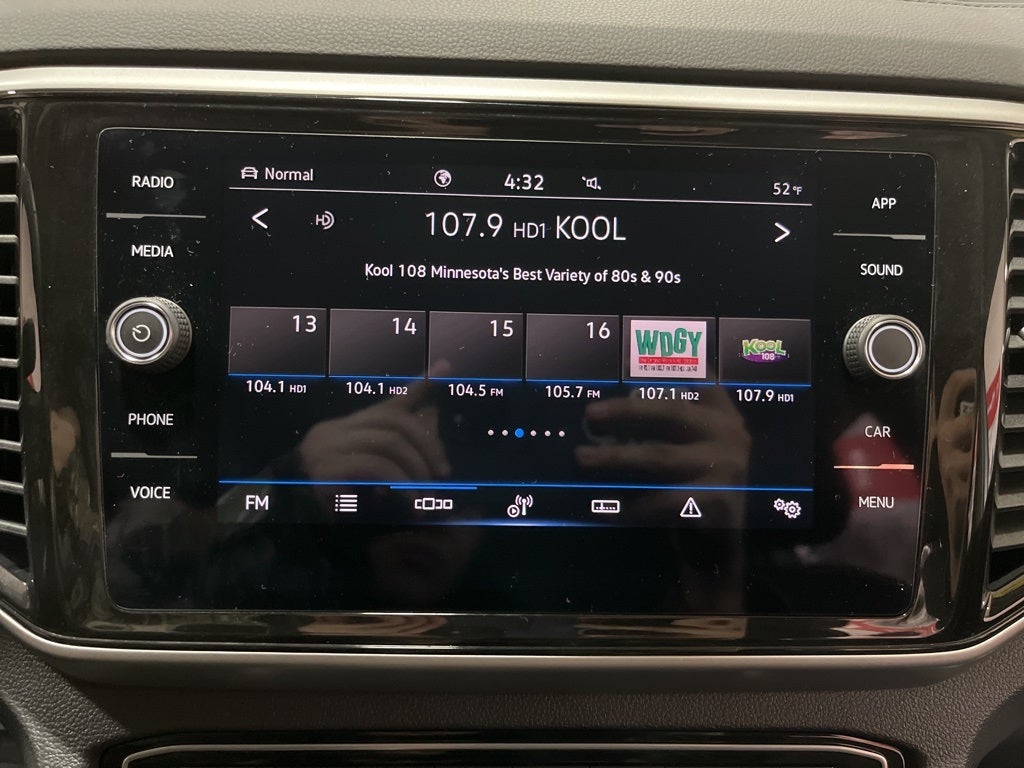 RADIO
MEDIA
PHONE
VOICE
Normal
4:32
52 °F
HD
107.9 HD1 KOOL
Kool 108 Minnesota's Best Variety of 80s & 90s
13
14
15
16
WDGY
KOOL
108
104.1 HD1
104.1 HD2
104.5 FM
105.7 FM
107.1 HD2
107.9 HD1
FM
APP
SOUND
CAR
MENU